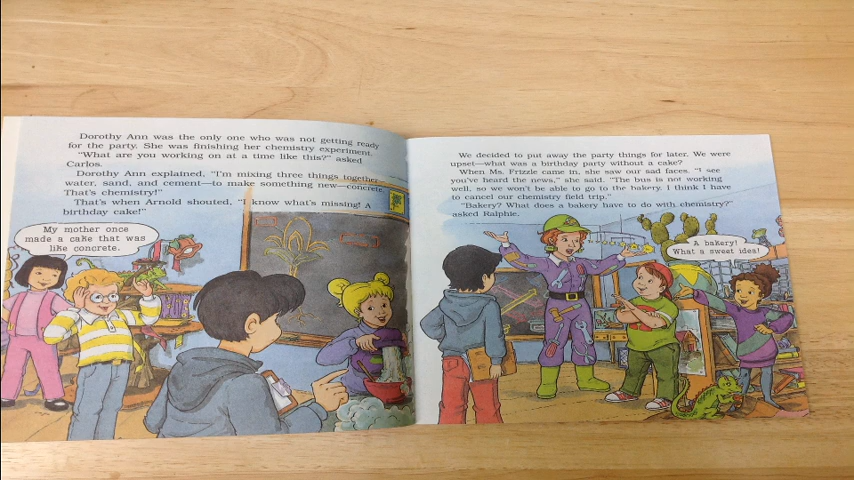 Dorothy Ann was the only one who was not getting ready
for the party. She was finishing her chemistry experiment.
"What are you working on at a time like this?" asked
Carlos.
Dorothy Ann explained, "I'm mixing three things together—
water, sand, and cement—to make something new—concrete.
That's chemistry!"
That's when Arnold shouted, "I know what's missing! A
birthday cake!"
My mother once
made a cake that was
like concrete.
We decided to put away the party things for later. We were
upset—what was a birthday party without a cake?
When Ms. Frizzle came in, she saw our sad faces. "I see
you've heard the news," she said. "The bus is not working
well, so we won't be able to go to the bakery. I think I have
to cancel our chemistry field trip."
"Bakery? What does a bakery have to do with chemistry?"
asked Ralphie.
A bakery!
What a sweet idea!